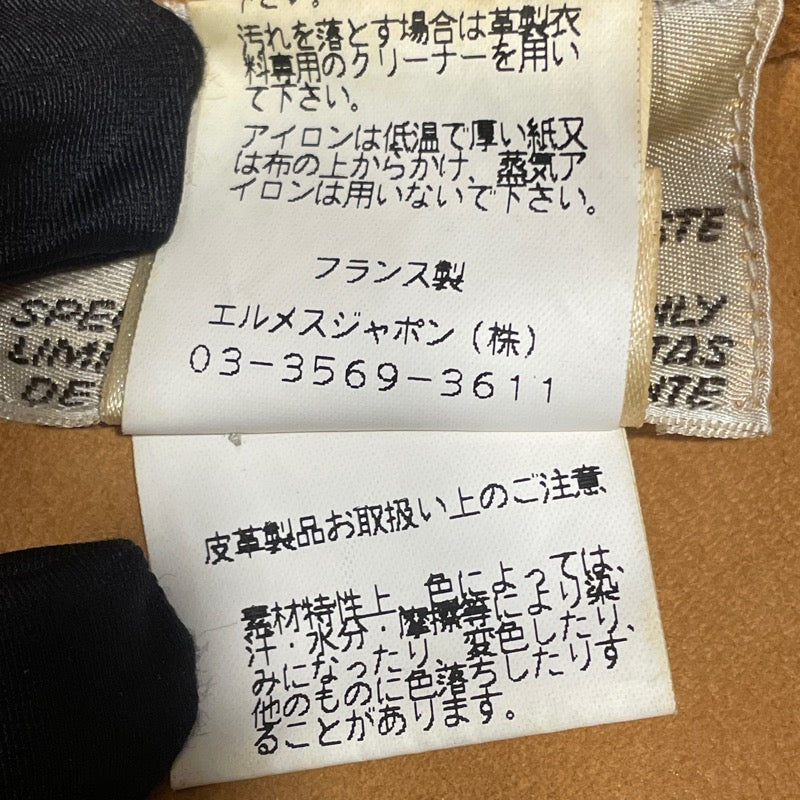 下さい。
汚れを落とす場合は革製衣
料専用のクリーナーを用い
て下さい。
アイロンは低温で厚い紙又
は布の上からかけ、蒸気ア
イロンは用いないで下さい。
フランス製
エルメスジャポン(株)
03-3569-3611
皮革製品お取扱い上のご注意
素材特性上、色によっては、
汗・水分・摩擦等により染
みになったり、変色したり、
他のものに色落ちしたりす
ることがあります。